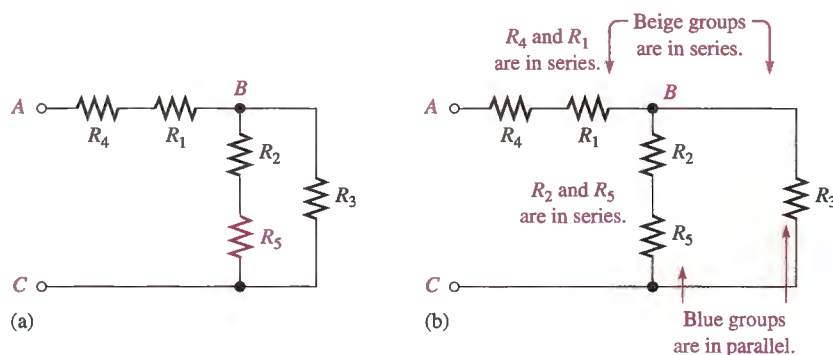 A
R4
R1
B
R2
R5
R3
C
(a)
R4 and R1
are in series.
Beige groups
are in series.
A
R4
R1
B
R2
R2 and R5
are in series.
R5
R3
C
(b)
Blue groups
are in parallel.